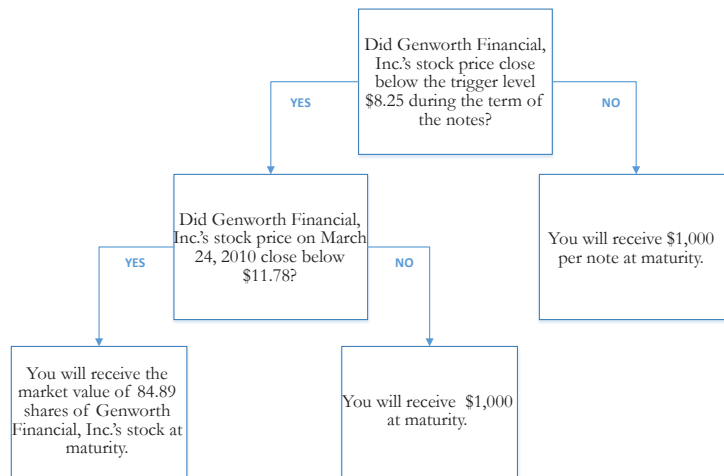 Did Genworth Financial,
Inc.'s stock price close
below the trigger level
$8.25 during the term of
the notes?
YES
NO
Did Genworth Financial,
Inc.'s stock price on March
24, 2010 close below
$11.78?
You will receive $1,000
per note at maturity.
YES
NO
You will receive the
market value of 84.89
shares of Genworth
Financial, Inc.'s stock at
maturity.
You will receive $1,000
at maturity.